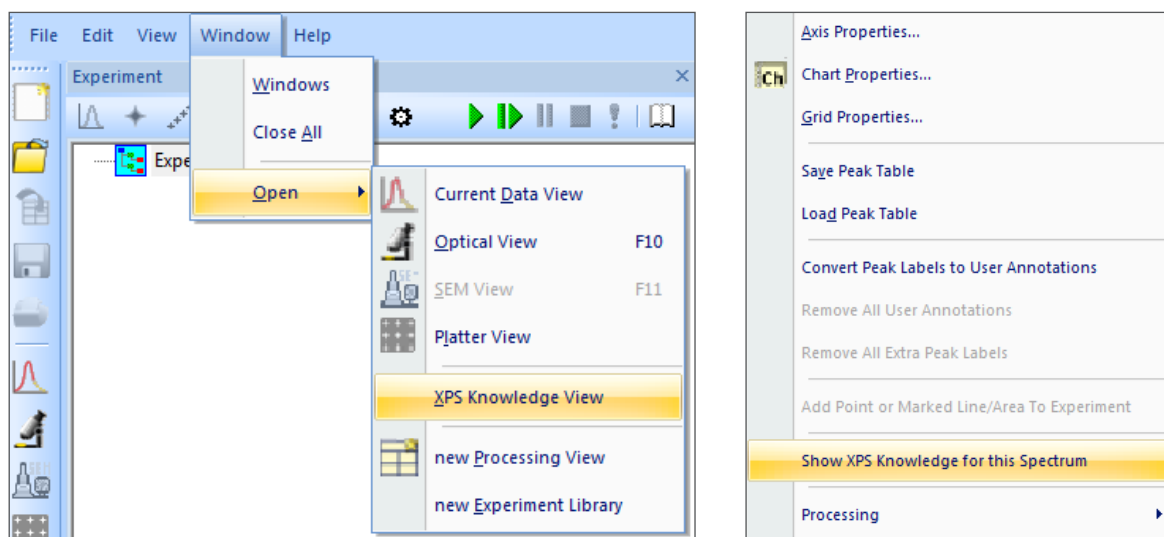 File Edit View Window Help
Experiment
Windows
Close All
Expe
Open
Current Data View
Optical View F10
SEM View F11
Platter View
XPS Knowledge View
new Processing View
new Experiment Library
Axis Properties...
Ch Chart Properties...
Grid Properties...
Save Peak Table
Load Peak Table
Convert Peak Labels to User Annotations
Remove All User Annotations
Remove All Extra Peak Labels
Add Point or Marked Line/Area To Experiment
Show XPS Knowledge for this Spectrum
Processing